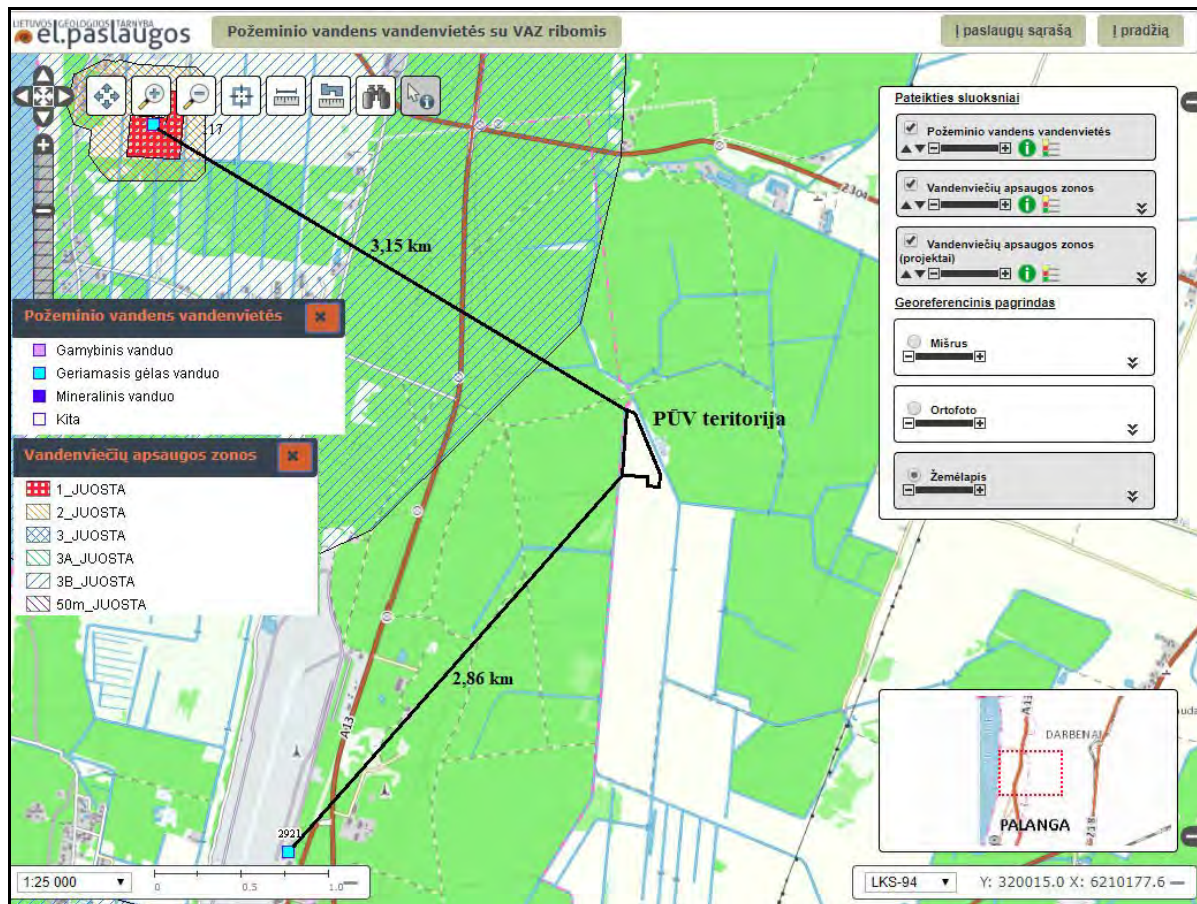 LIETUVOS GEOLOGIJOS TARNYBA
el.paslaugos
Požeminio vandens vandenvietės su VAZ ribomis
Į paslaugų sąrašą
Į pradžią
17
3,15 km
PŪV teritorija
2,86 km
2304
A13
2921
Požeminio vandens vandenvietės
Gamybinis vanduo
Geriamasis gėlas vanduo
Mineralinis vanduo
Kita
Vandenviečių apsaugos zonos
1_JUOSTA
2_JUOSTA
3_JUOSTA
3A_JUOSTA
3B_JUOSTA
50m_JUOSTA
Pateikties sluoksniai
Požeminio vandens vandenvietės
Vandenviečių apsaugos zonos
Vandenviečių apsaugos zonos
(projektai)
Georeferencinis pagrindas
Mišrus
Ortofoto
Žemėlapis
DARBĖNAI
PALANGA
1:25 000
0 0.5 1.0
LKS-94
Y: 320015.0 X: 6210177.6